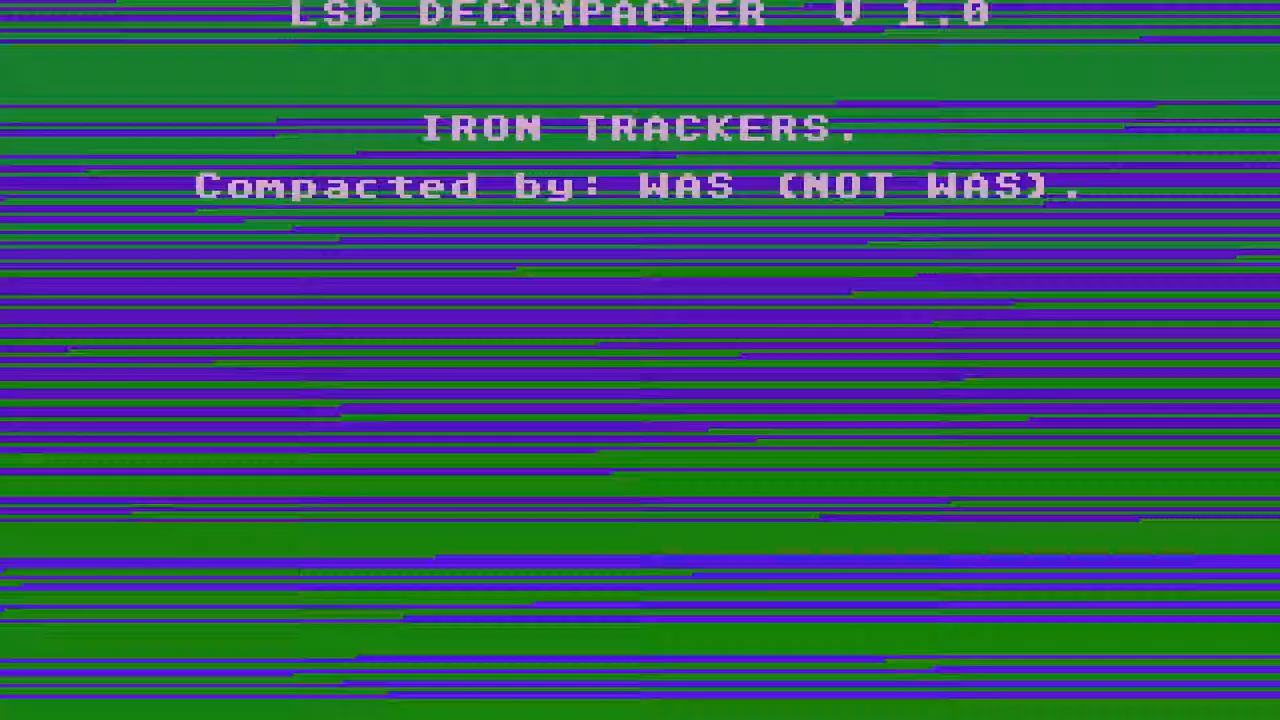 LSD DECOMPACTER V 1.0
IRON TRACKERS.
Compacted by: WAS (NOT WAS).